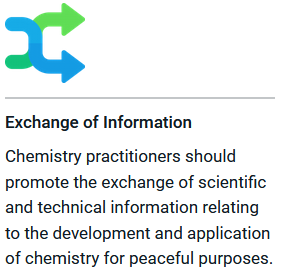 Exchange of Information
Chemistry practitioners should
promote the exchange of scientific
and technical information relating
to the development and application
of chemistry for peaceful purposes.